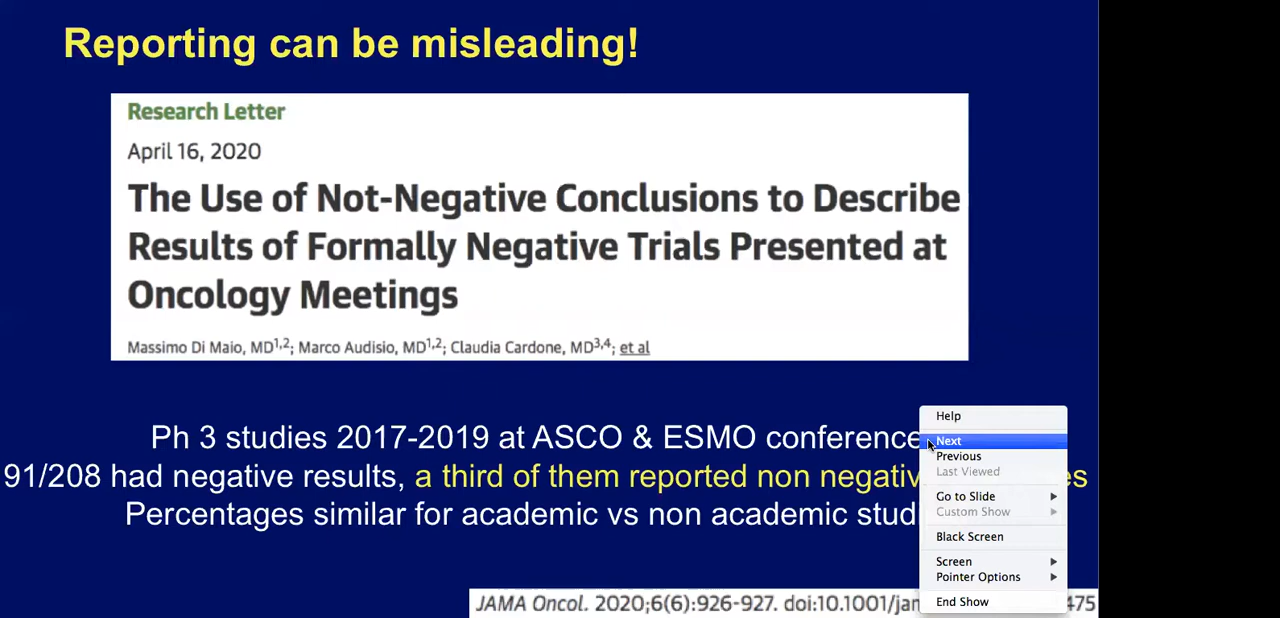 Reporting can be misleading!
Research Letter
April 16, 2020
The Use of Not-Negative Conclusions to Describe
Results of Formally Negative Trials Presented at
Oncology Meetings
Massimo Di Maio, MD1,2; Marco Audisio, MD1,2; Claudia Cardone, MD3,4; et al
Ph 3 studies 2017-2019 at ASCO & ESMO conference
91/208 had negative results, a third of them reported non negativ
Percentages similar for academic vs non academic
JAMA Oncol. 2020;6(6):926-927. doi:10.1001/jam 475
Help
Next
Previous
Last Viewed
Go to Slide
Custom Show
Black Screen
Screen
Pointer Options
End Show